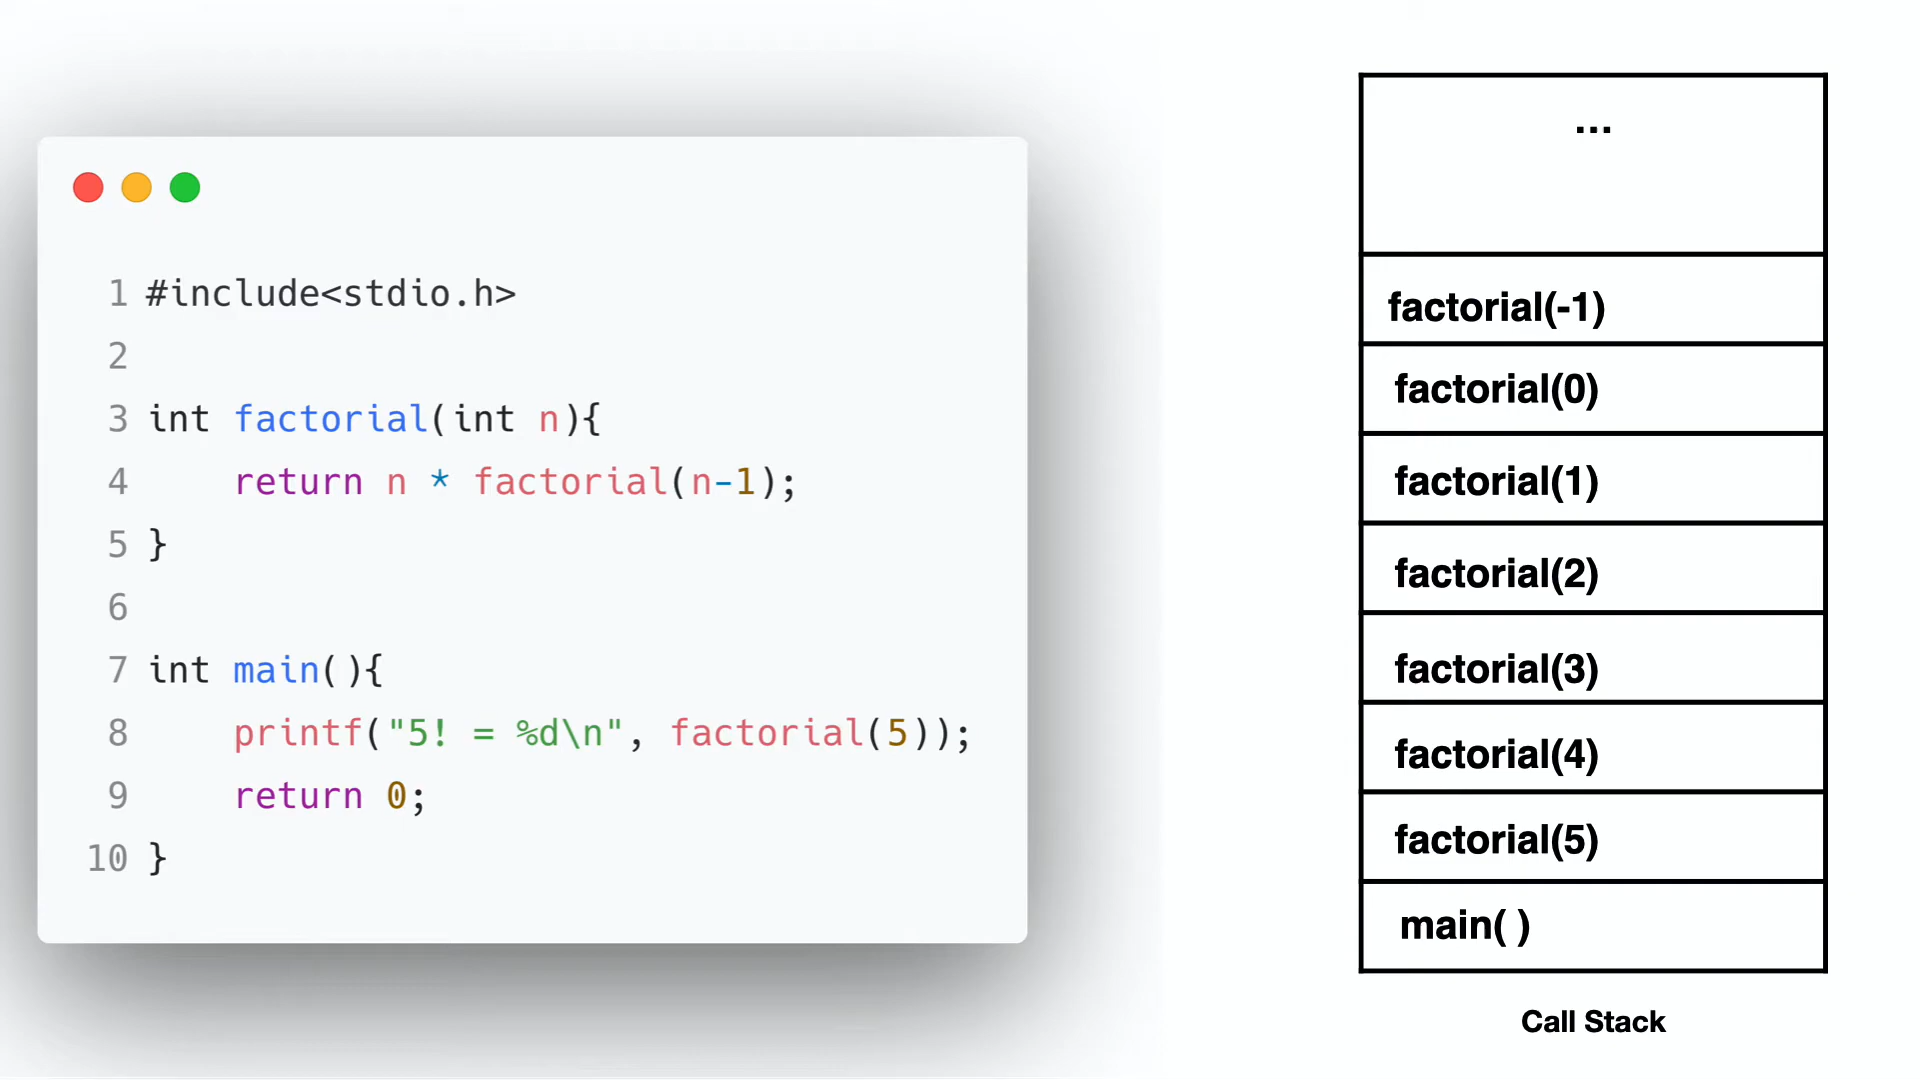 1 #include<stdio.h>
2
3 int factorial(int n){
4     return n * factorial(n-1);
5 }
6
7 int main(){
8     printf("5! = %d\n", factorial(5));
9     return 0;
10 }
...
factorial(-1)
factorial(0)
factorial(1)
factorial(2)
factorial(3)
factorial(4)
factorial(5)
main( )
Call Stack